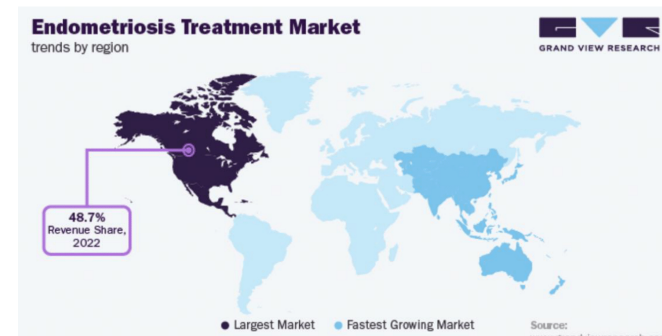 Endometriosis Treatment Market
trends by region
GRAND VIEW RESEARCH
48.7%
Revenue Share,
2022
Largest Market
Fastest Growing Market
Source: